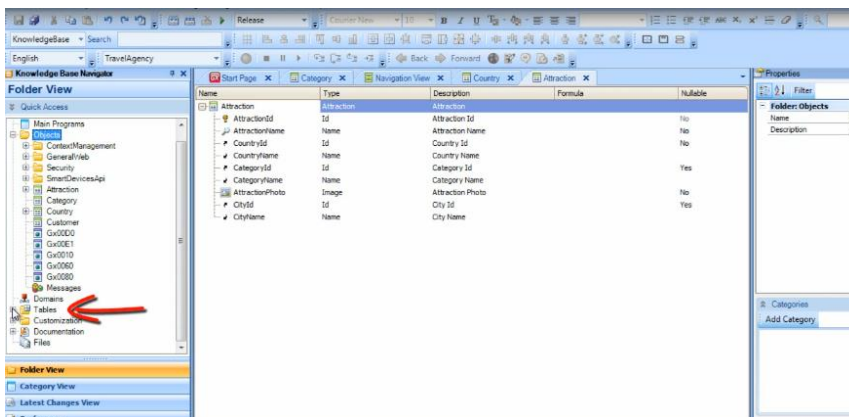 Release Courier New 10 B I U
KnowledgeBase Search
English TravelAgency Back Forward
Knowledge Base Navigator
Start Page X Category X Navigation View X Country X Attraction X
Properties
Folder View
Name Type Description Formula Nullable
Filter
Quick Access
Attraction Attraction Attraction
Folder: Objects
Main Programs
AttractionId Id Attraction Id No
Name
Objects
AttractionName Name Attraction Name No
Description
ContextManagement
CountryId Id Country Id No
GeneralWeb
CountryName Name Country Name
Security
CategoryId Id Category Id Yes
SmartDevicesApi
CategoryName Name Category Name
Attraction
AttractionPhoto Image Attraction Photo No
Category
CityId Id City Id Yes
Country
CityName Name City Name
Customer
Gx00D0
Gx00E1
Gx0010
Gx0060
Gx0080
Messages
Domains
Tables
Categories
Customization
Add Category
Documentation
Files
Folder View
Category View
Latest Changes View